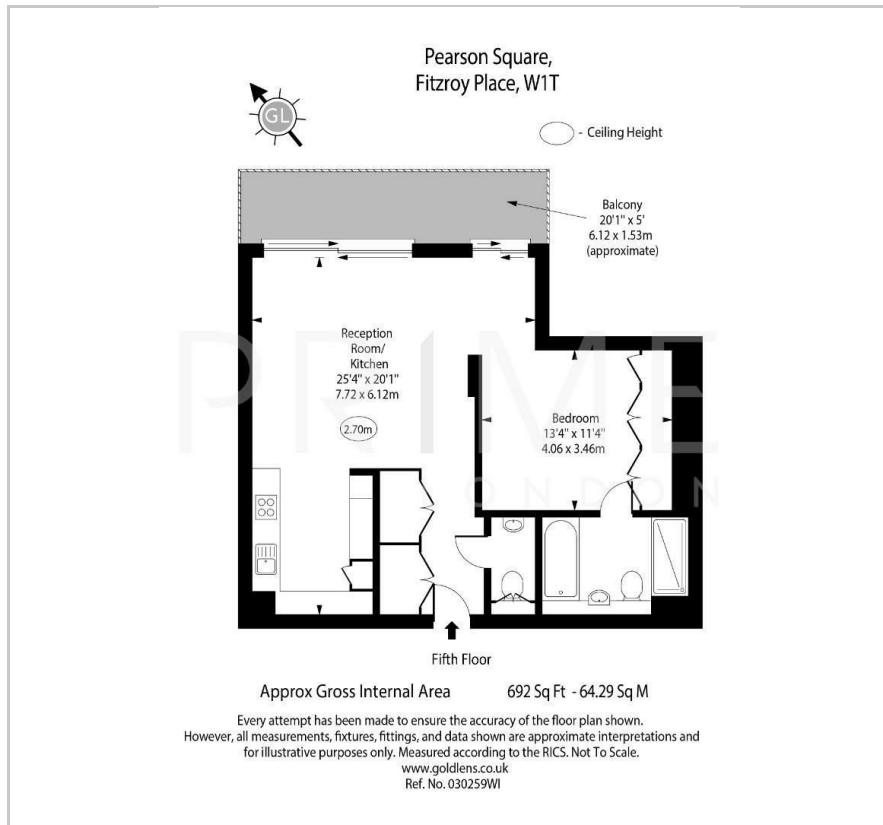 Pearson Square,
Fitzroy Place, W1T
GL
- Ceiling Height
Balcony
20'1" x 5'
6.12 x 1.53m
(approximate)
Reception
Room/
Kitchen
25'4" x 20'1"
7.72 x 6.12m
2.70m
Bedroom
13'4" x 11'4"
4.06 x 3.46m
PRIME
LONDON
Fifth Floor
Approx Gross Internal Area 692 Sq Ft - 64.29 Sq M
Every attempt has been made to ensure the accuracy of the floor plan shown.
However, all measurements, fixtures, fittings, and data shown are approximate interpretations and
for illustrative purposes only. Measured according to the RICS. Not To Scale.
www.goldlens.co.uk
Ref. No. 030259WI